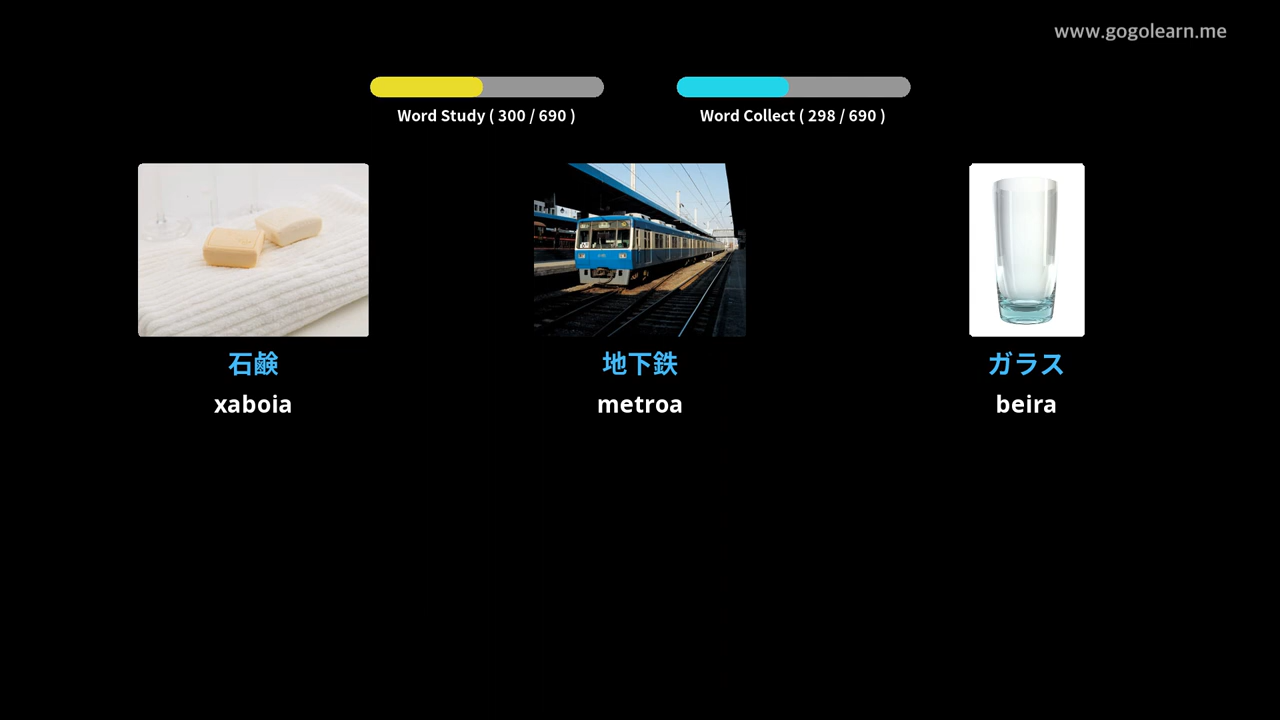 www.gogolearn.me
Word Study ( 300 / 690 )
Word Collect ( 298 / 690 )
石鹸
地下鉄
ガラス
xaboia
metroa
beira